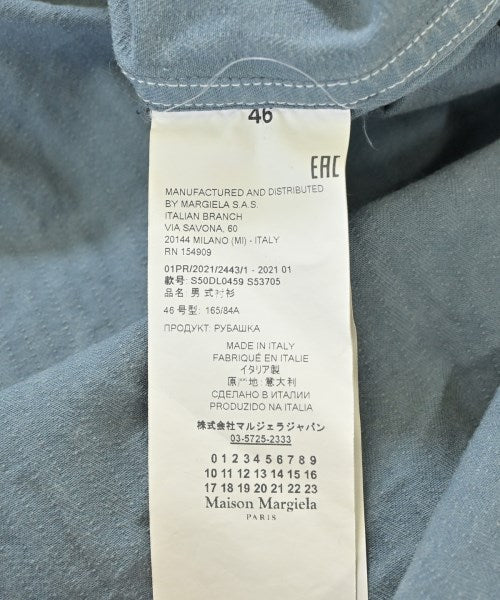 46
EAC
MANUFACTURED AND DISTRIBUTED
BY MARGIELA S.A.S.
ITALIAN BRANCH
VIA SAVONA, 60
20144 MILANO (MI) - ITALY
RN 154909
01PR/2021/2443/1 - 2021 01
款号: S50DL0459 S53705
品名: 男 式衬衫
46 号型: 165/84A
ПРОДУКТ: РУБАШКА
MADE IN ITALY
FABRIQUÉ EN ITALIE
イタリア製
原产地: 意大利
СДЕЛАНО В ИТАЛИИ
PRODUZIDO NA ITALIA
株式会社マルジェラジャパン
03-5725-2333
0 1 2 3 4 5 6 7 8 9
10 11 12 13 14 15 16
17 18 19 20 21 22 23
Maison Margiela
PARIS